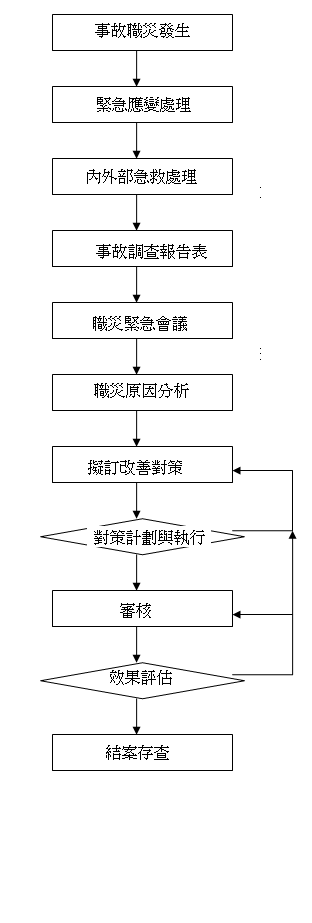 事故職災發生
緊急應變處理
內外部急救處理
事故調查報告表
職災緊急會議
職災原因分析
擬訂改善對策
對策計劃與執行
審核
效果評估
結案存查